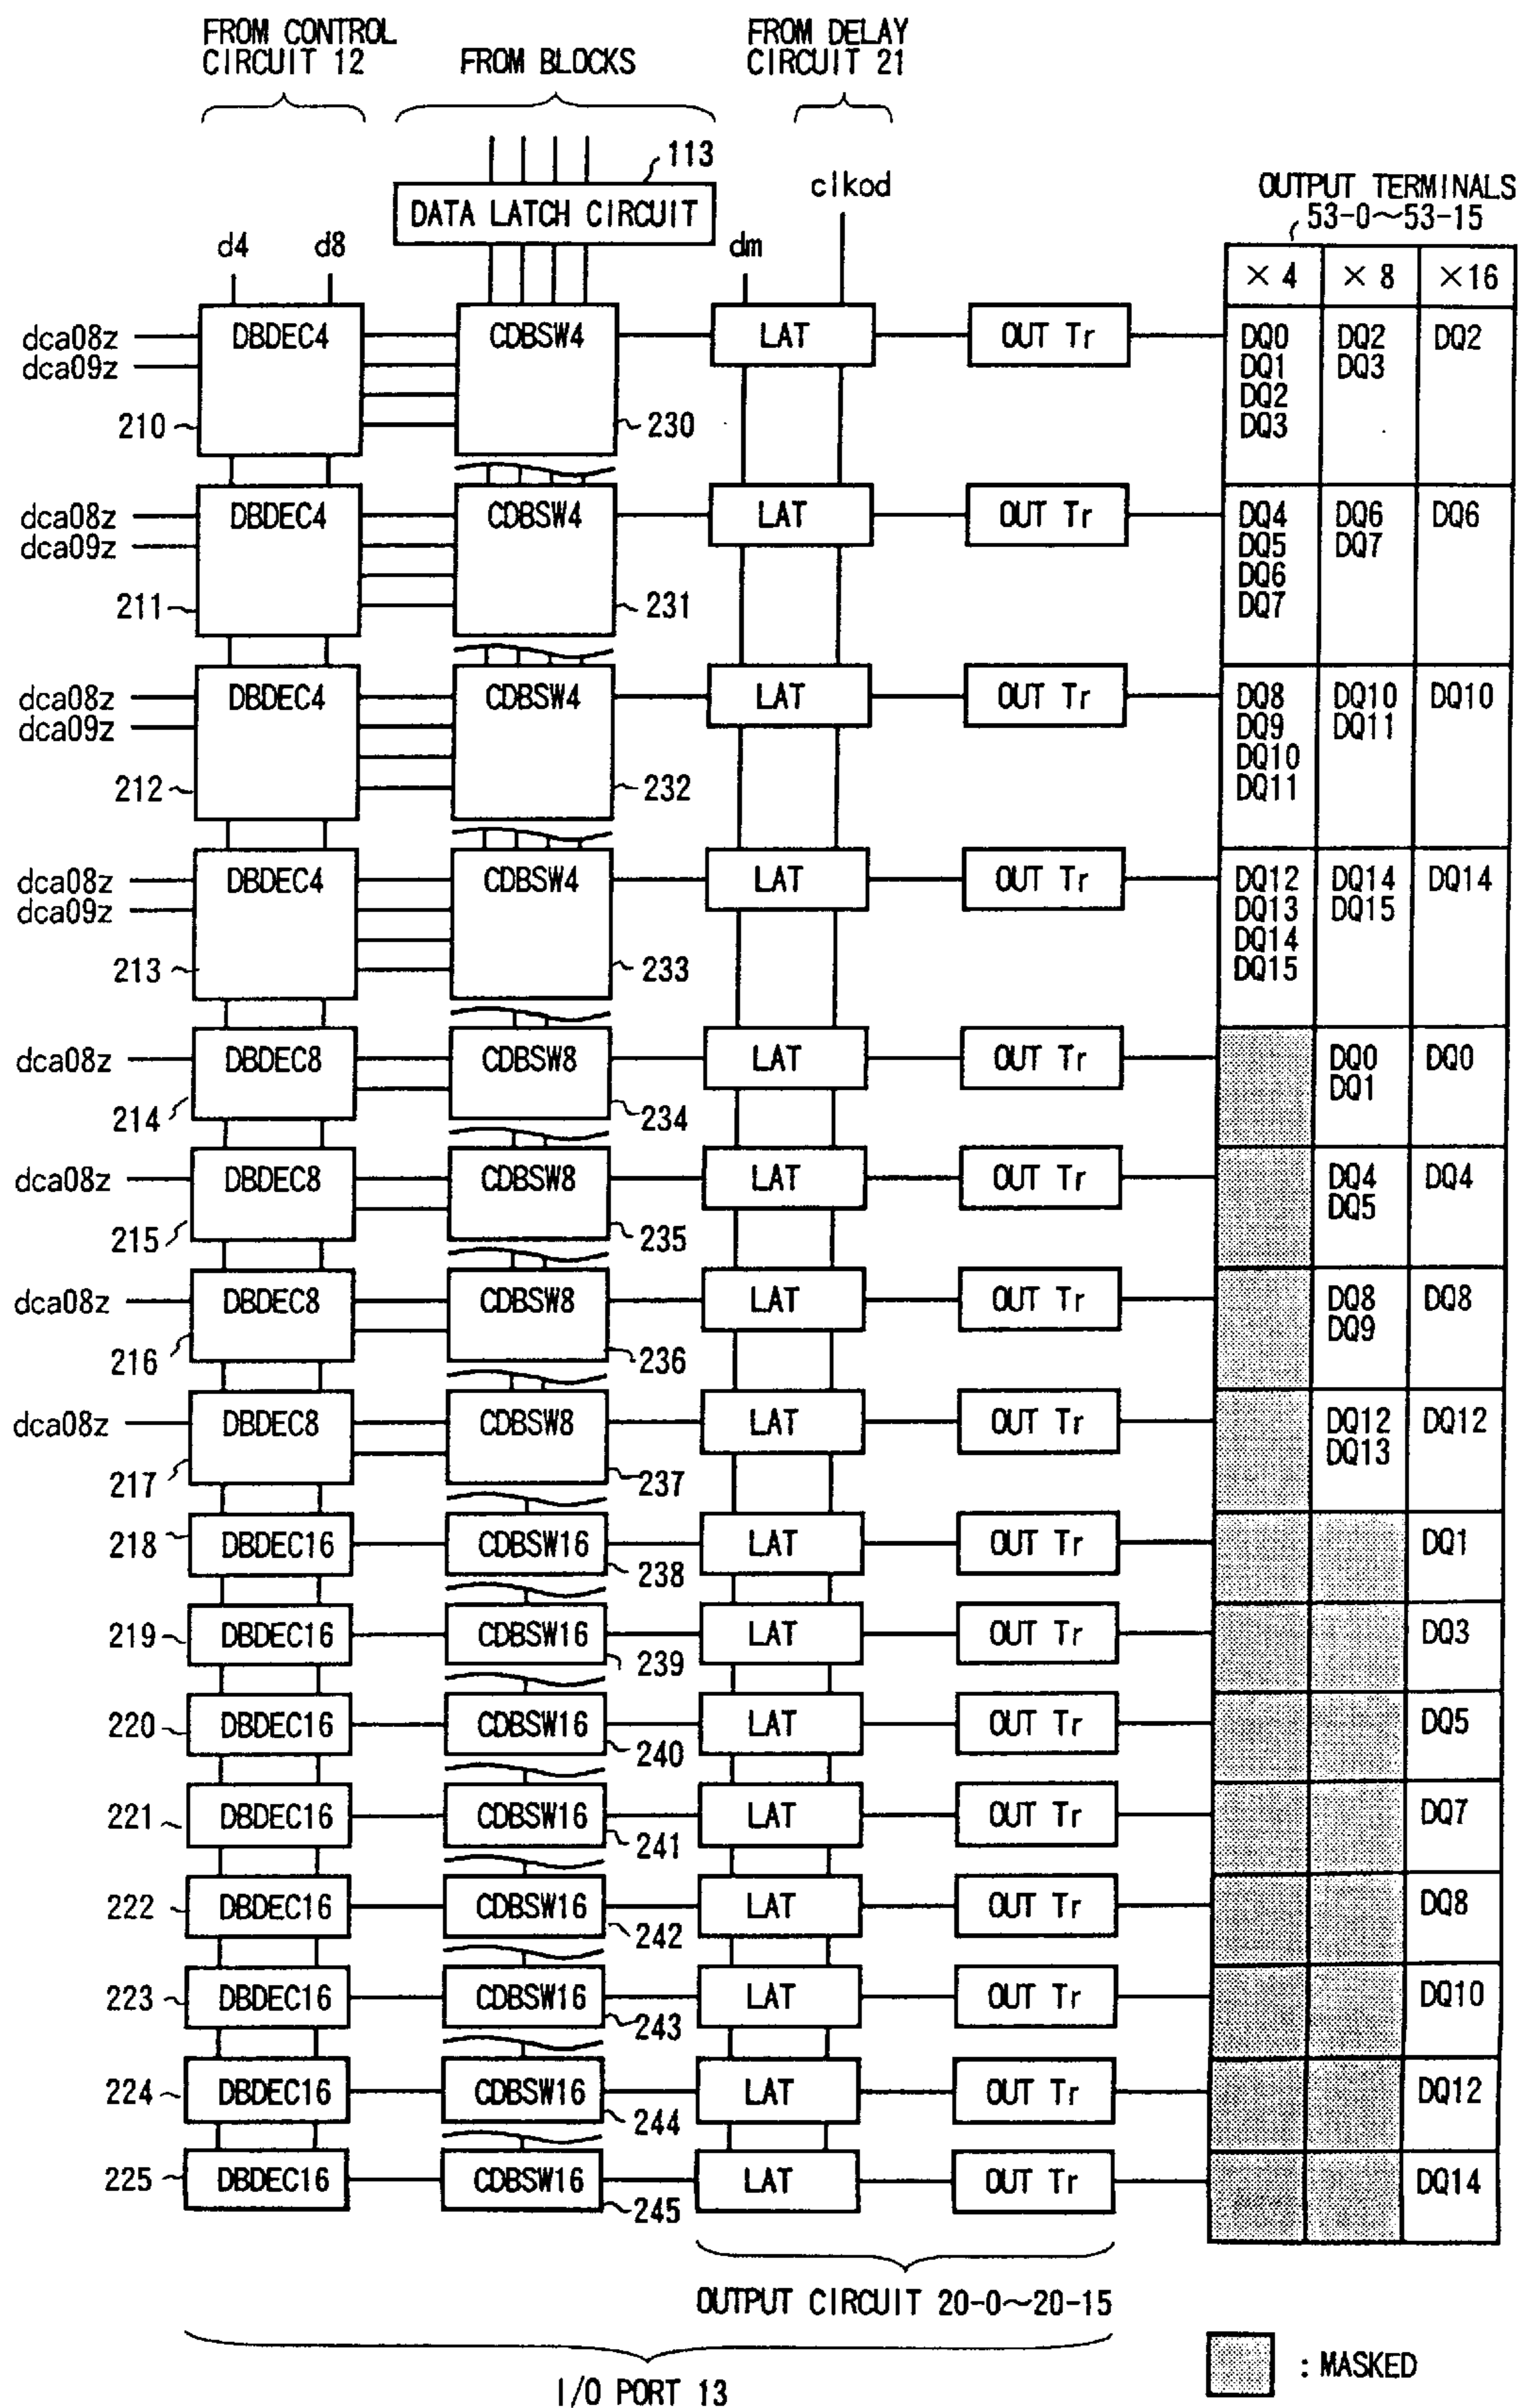 FROM CONTROL
CIRCUIT 12
FROM BLOCKS
FROM DELAY
CIRCUIT 21
113
DATA LATCH CIRCUIT
clkod
OUTPUT TERMINALS
53-0~53-15
d4 d8 dm
×4 ×8 ×16
dca08z DBDEC4 CDBSW4 LAT OUT Tr DQ0 DQ2 DQ2
dca09z DQ1 DQ3
DQ2
210 230 DQ3
dca08z DBDEC4 CDBSW4 LAT OUT Tr DQ4 DQ6 DQ6
dca09z DQ5 DQ7
DQ6
211 231 DQ7
dca08z DBDEC4 CDBSW4 LAT OUT Tr DQ8 DQ10 DQ10
dca09z DQ9 DQ11
DQ10
212 232 DQ11
dca08z DBDEC4 CDBSW4 LAT OUT Tr DQ12 DQ14 DQ14
dca09z DQ13 DQ15
DQ14
213 233 DQ15
dca08z DBDEC8 CDBSW8 LAT OUT Tr DQ0 DQ0
DQ1
214 234
dca08z DBDEC8 CDBSW8 LAT OUT Tr DQ4 DQ4
DQ5
215 235
dca08z DBDEC8 CDBSW8 LAT OUT Tr DQ8 DQ8
DQ9
216 236
dca08z DBDEC8 CDBSW8 LAT OUT Tr DQ12 DQ12
DQ13
217 237
218 DBDEC16 CDBSW16 LAT OUT Tr DQ1
238
219 DBDEC16 CDBSW16 LAT OUT Tr DQ3
239
220 DBDEC16 CDBSW16 LAT OUT Tr DQ5
240
221 DBDEC16 CDBSW16 LAT OUT Tr DQ7
241
222 DBDEC16 CDBSW16 LAT OUT Tr DQ8
242
223 DBDEC16 CDBSW16 LAT OUT Tr DQ10
243
224 DBDEC16 CDBSW16 LAT OUT Tr DQ12
244
225 DBDEC16 CDBSW16 LAT OUT Tr DQ14
245
OUTPUT CIRCUIT 20-0~20-15
I/O PORT 13
: MASKED